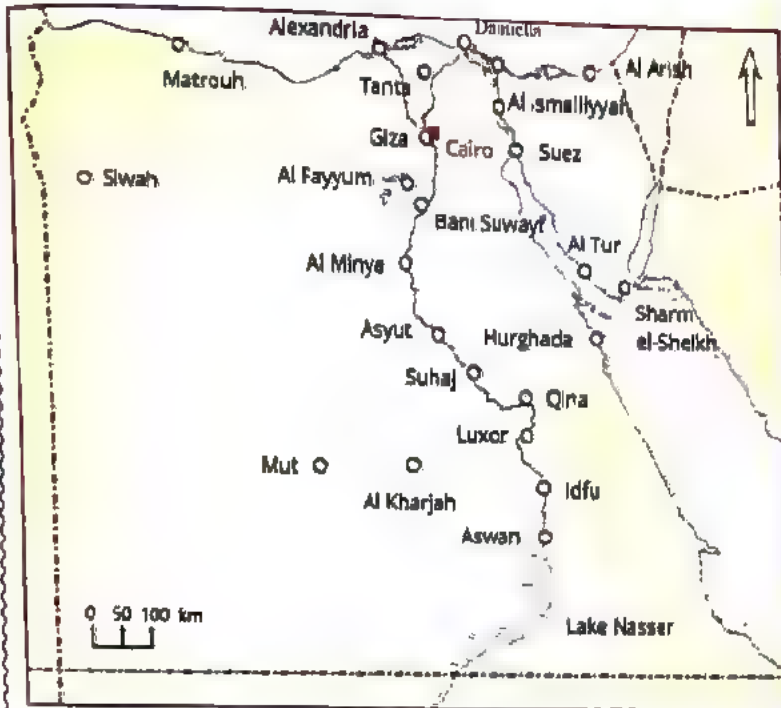 Alexandria
Damietta
Matrouh
Tanta
Al Arish
Al Ismailiyyah
Giza
Cairo
Suez
Siwah
Al Fayyum
Bani Suwayf
Al Minya
Al Tur
Sharm
el-Sheikh
Asyut
Hurghada
Suhaj
Qina
Luxor
Mut
Al Kharjah
Idfu
Aswan
0 50 100 km
Lake Nasser